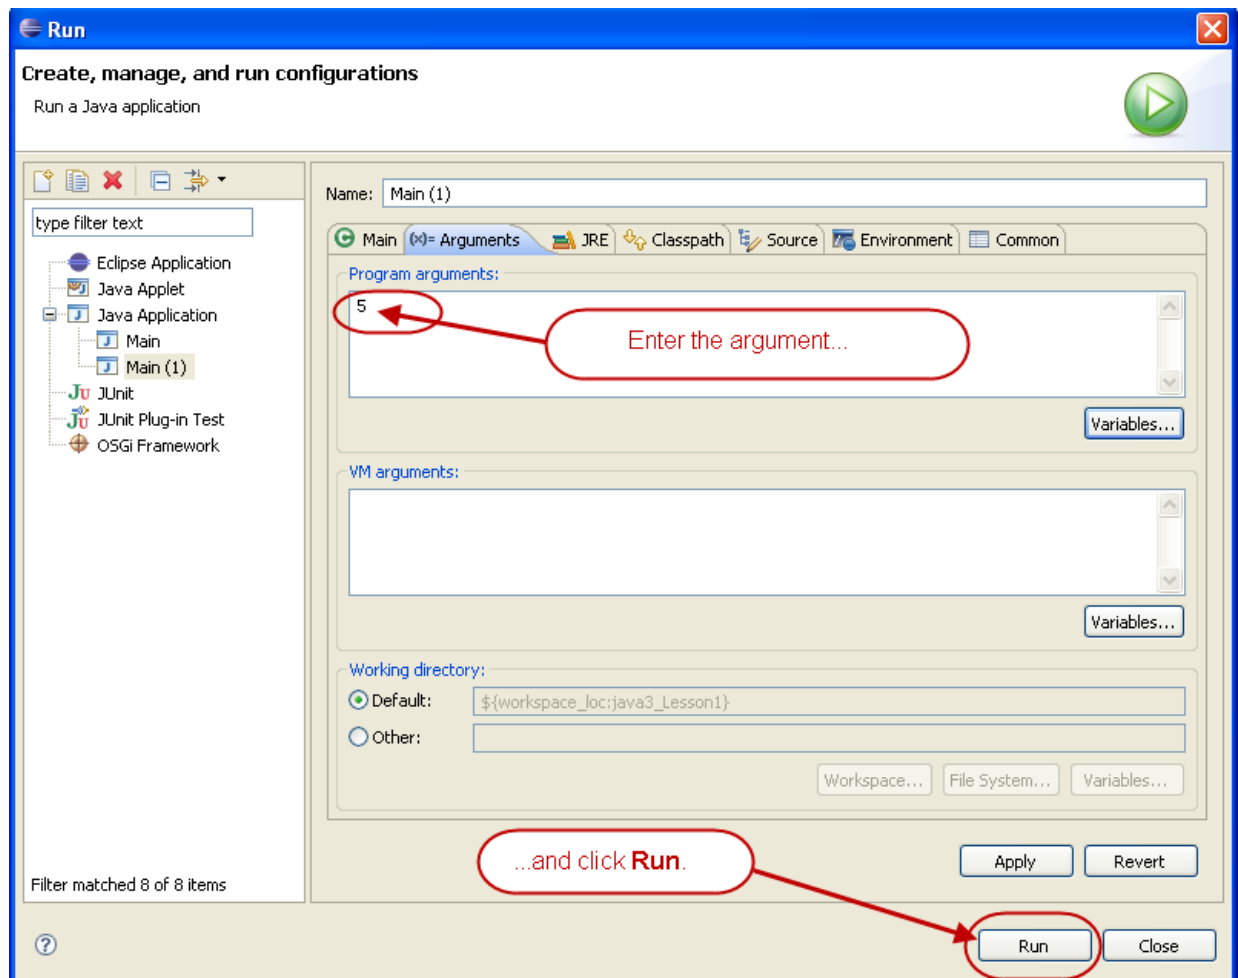 Run
Create, manage, and run configurations
Run a Java application
type filter text
Eclipse Application
Java Applet
Java Application
Main
Main (1)
JUnit
JUnit Plug-in Test
OSGi Framework
Filter matched 8 of 8 items
Name: Main (1)
Main (x)= Arguments JRE Classpath Source Environment Common
Program arguments:
5
Enter the argument...
Variables...
VM arguments:
Variables...
Working directory:
Default: ${workspace_loc:java3_Lesson1}
Other:
Workspace... File System... Variables...
...and click Run.
Apply Revert
Run Close